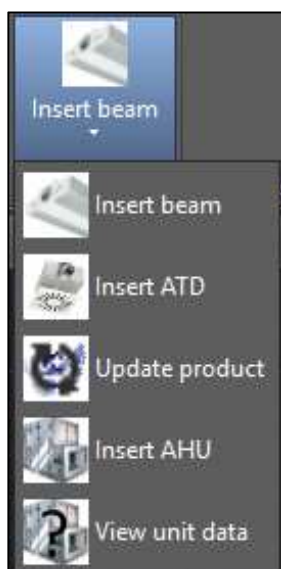 Insert beam
Insert beam
Insert ATD
Update product
Insert AHU
View unit data